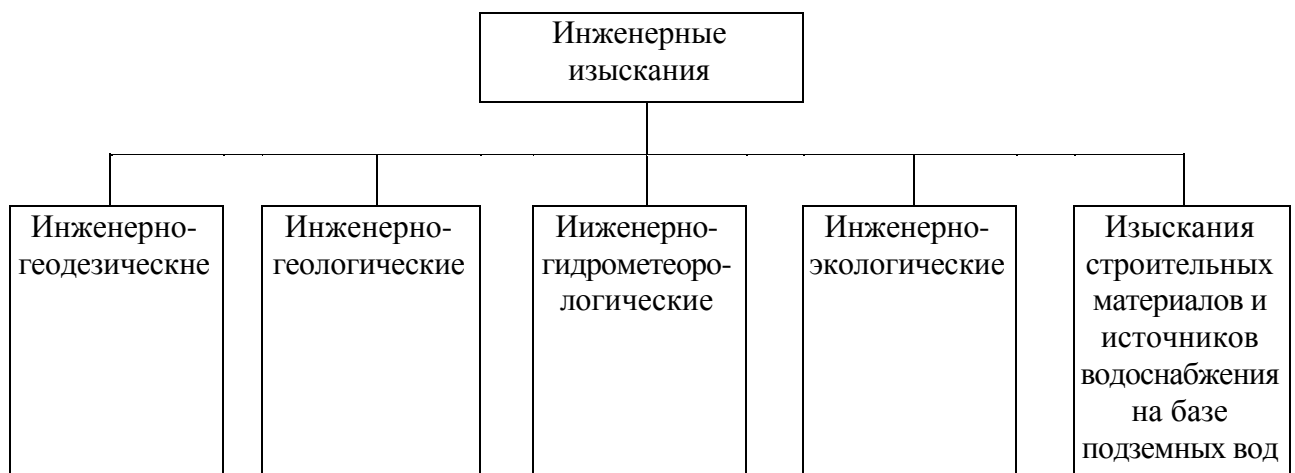 Инженерные
изыскания
Инженерно-
геодезическне
Инженерно-
геологические
Ииженерно-
гидрометеоро-
логические
Инженерно-
экологические
Изыскания
строительных
материалов и
источников
водоснабжения
на базе
подземных вод